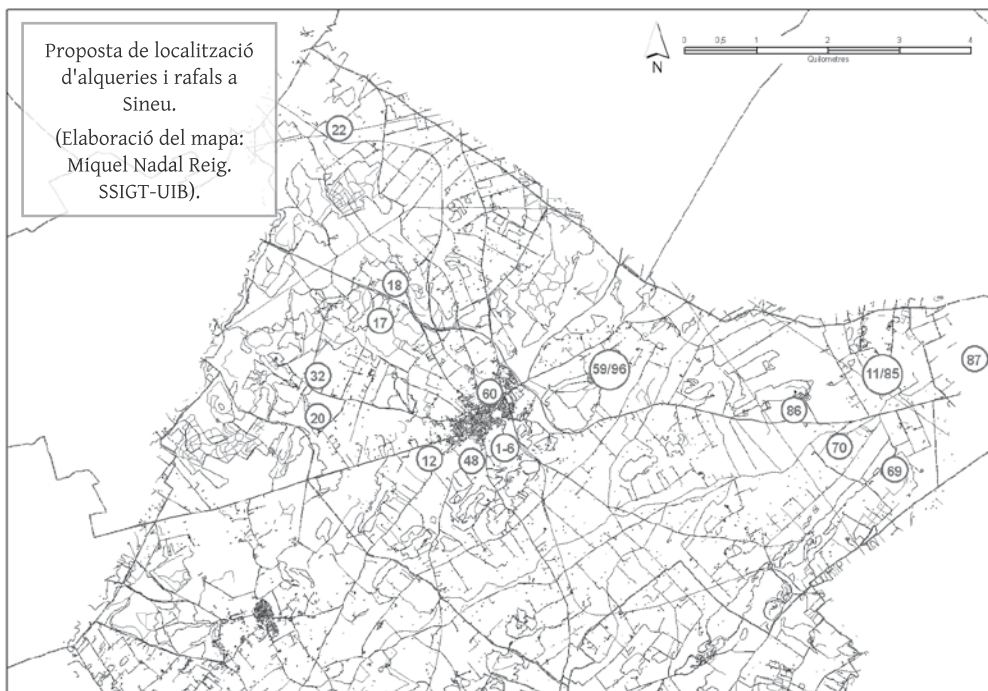 Proposta de localització
d'alqueries i rafals a
Sineu.
(Elaboració del mapa:
Miquel Nadal Reig.
SSIGT-UIB).
N
0 0,5 1 2 3 4
Quilometres
22
18
17
32
20
60
59/96
12
48
1-6
86
11/85
87
70
69